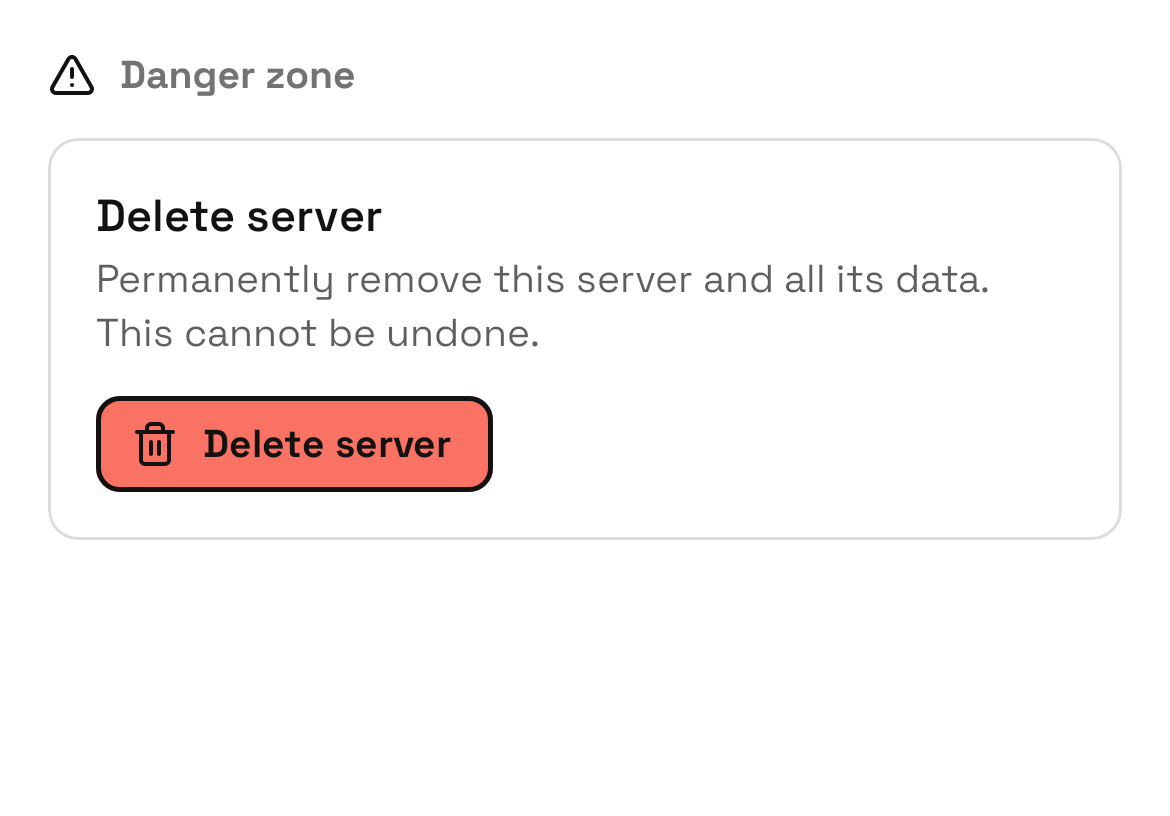 Danger zone
Delete server
Permanently remove this server and all its data.
This cannot be undone.
Delete server